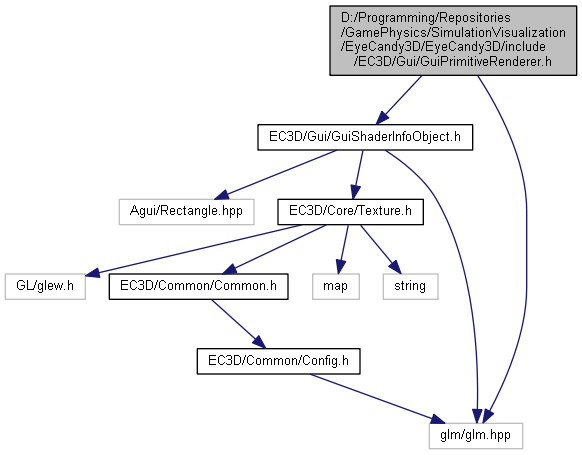 D:/Programming/Repositories
/GamePhysics/SimulationVisualization
/EyeCandy3D/EyeCandy3D/include
/EC3D/Gui/GuiPrimitiveRenderer.h
EC3D/Gui/GuiShaderInfoObject.h
Agui/Rectangle.hpp
EC3D/Core/Texture.h
GL/glew.h
EC3D/Common/Common.h
map
string
EC3D/Common/Config.h
glm/glm.hpp